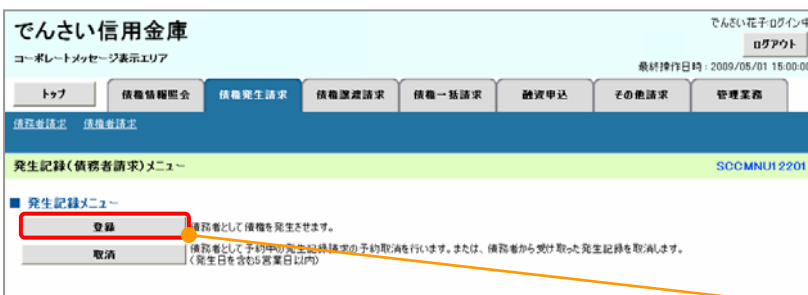 でんさい信用金庫
でんさい花子:ログイン中
コーポレートメッセージ表示エリア
ログアウト
最終操作日時:2009/05/01 15:00:00
トップ 債権情報照会 債権発生請求 債権譲渡請求 債権一括請求 融資申込 その他請求 管理業務
債務者請求 債権者請求
発生記録(債務者請求)メニュー SCCMNU12201
■ 発生記録メニュー
登録 債務者として債権を発生させます。
取消 債務者として予約中の発生記録請求の予約取消を行います。または、債務者から受け取った発生記録を取消します。
(発生日を含む5営業日以内)